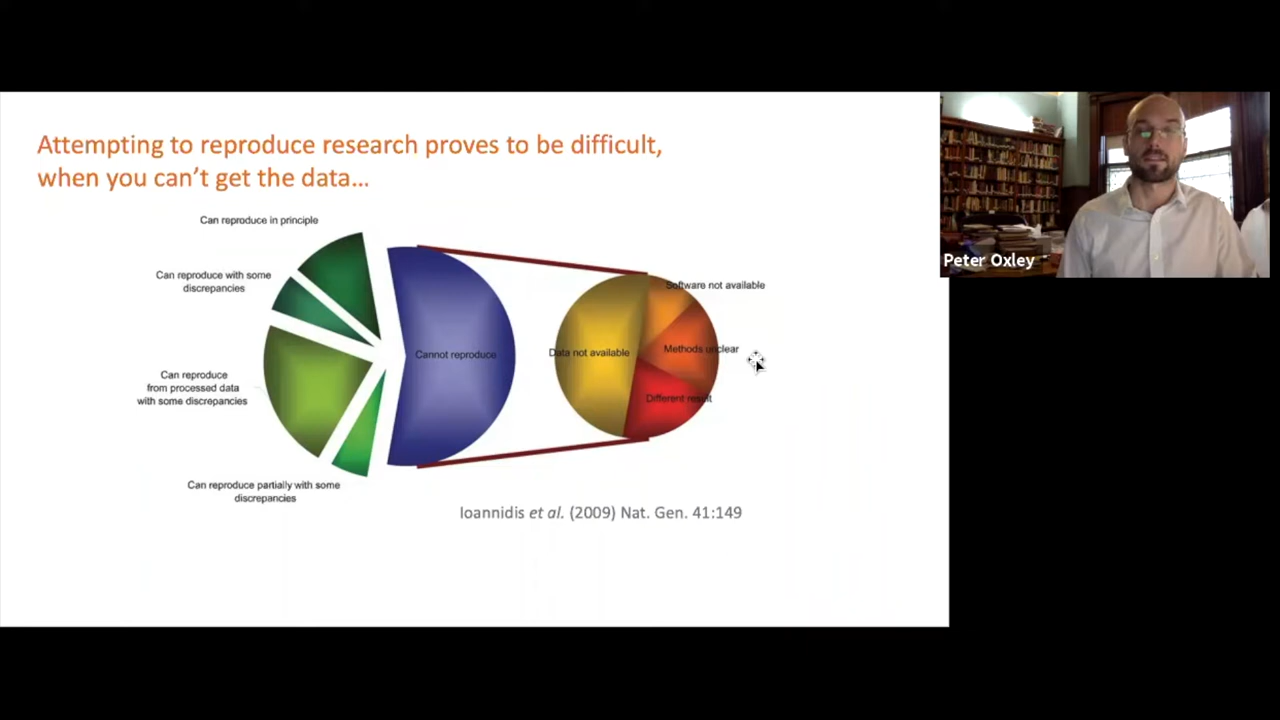 Attempting to reproduce research proves to be difficult,
when you can't get the data...
Can reproduce in principle
Can reproduce with some
discrepancies
Can reproduce
from processed data
with some discrepancies
Can reproduce partially with some
discrepancies
Cannot reproduce
Data not available
Software not available
Methods unclear
Different result
Ioannidis et al. (2009) Nat. Gen. 41:149
Peter Oxley